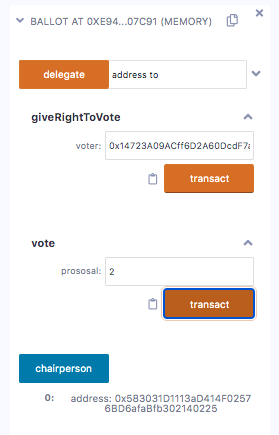 BALLOT AT 0XE94...07C91 (MEMORY)
delegate address to
giveRightToVote
voter: 0x14723A09ACff6D2A60DcdF7a
transact
vote
prososal: 2
transact
chairperson
0: address: 0x583031D1113aD414F0257
6BD6afaBfb302140225